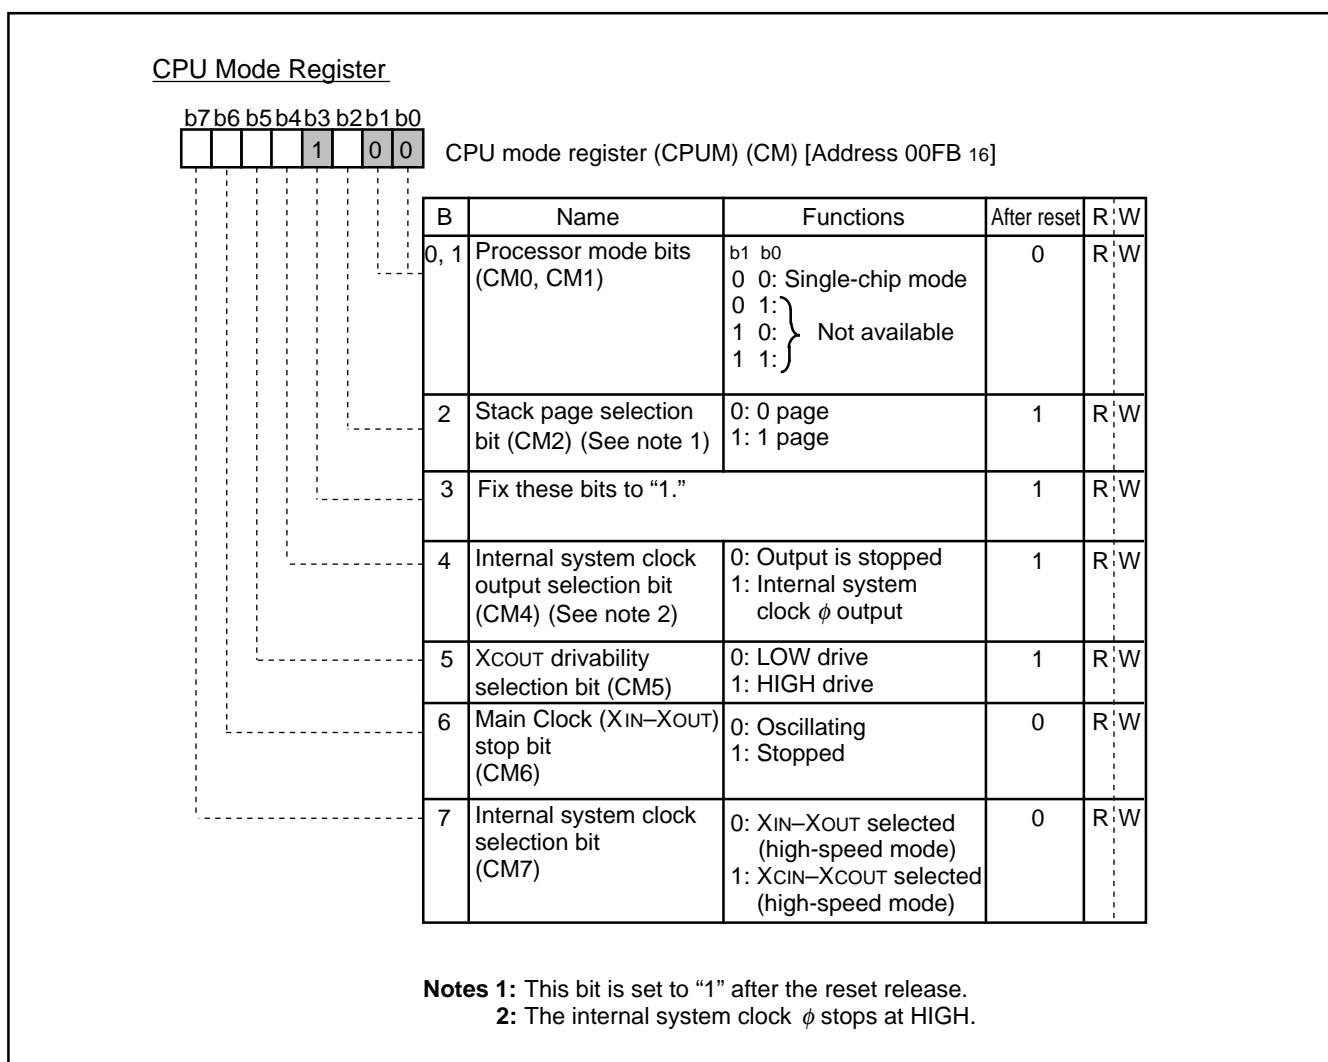 CPU Mode Register
b7 b6 b5 b4 b3 b2 b1 b0
1 0 0
CPU mode register (CPUM) (CM) [Address 00FB 16]
B Name Functions After reset R W
0, 1 Processor mode bits (CM0, CM1)
b1 b0
0 0: Single-chip mode
0 1:
1 0: Not available
1 1:
0 R W
2 Stack page selection bit (CM2) (See note 1)
0: 0 page
1: 1 page
1 R W
3 Fix these bits to “1.” 1 R W
4 Internal system clock output selection bit (CM4) (See note 2)
0: Output is stopped
1: Internal system clock ϕ output
1 R W
5 XCOUT drivability selection bit (CM5)
0: LOW drive
1: HIGH drive
1 R W
6 Main Clock (XIN–XOUT) stop bit (CM6)
0: Oscillating
1: Stopped
0 R W
7 Internal system clock selection bit (CM7)
0: XIN–XOUT selected (high-speed mode)
1: XCIN–XCOUT selected (high-speed mode)
0 R W
Notes 1: This bit is set to “1” after the reset release.
2: The internal system clock ϕ stops at HIGH.